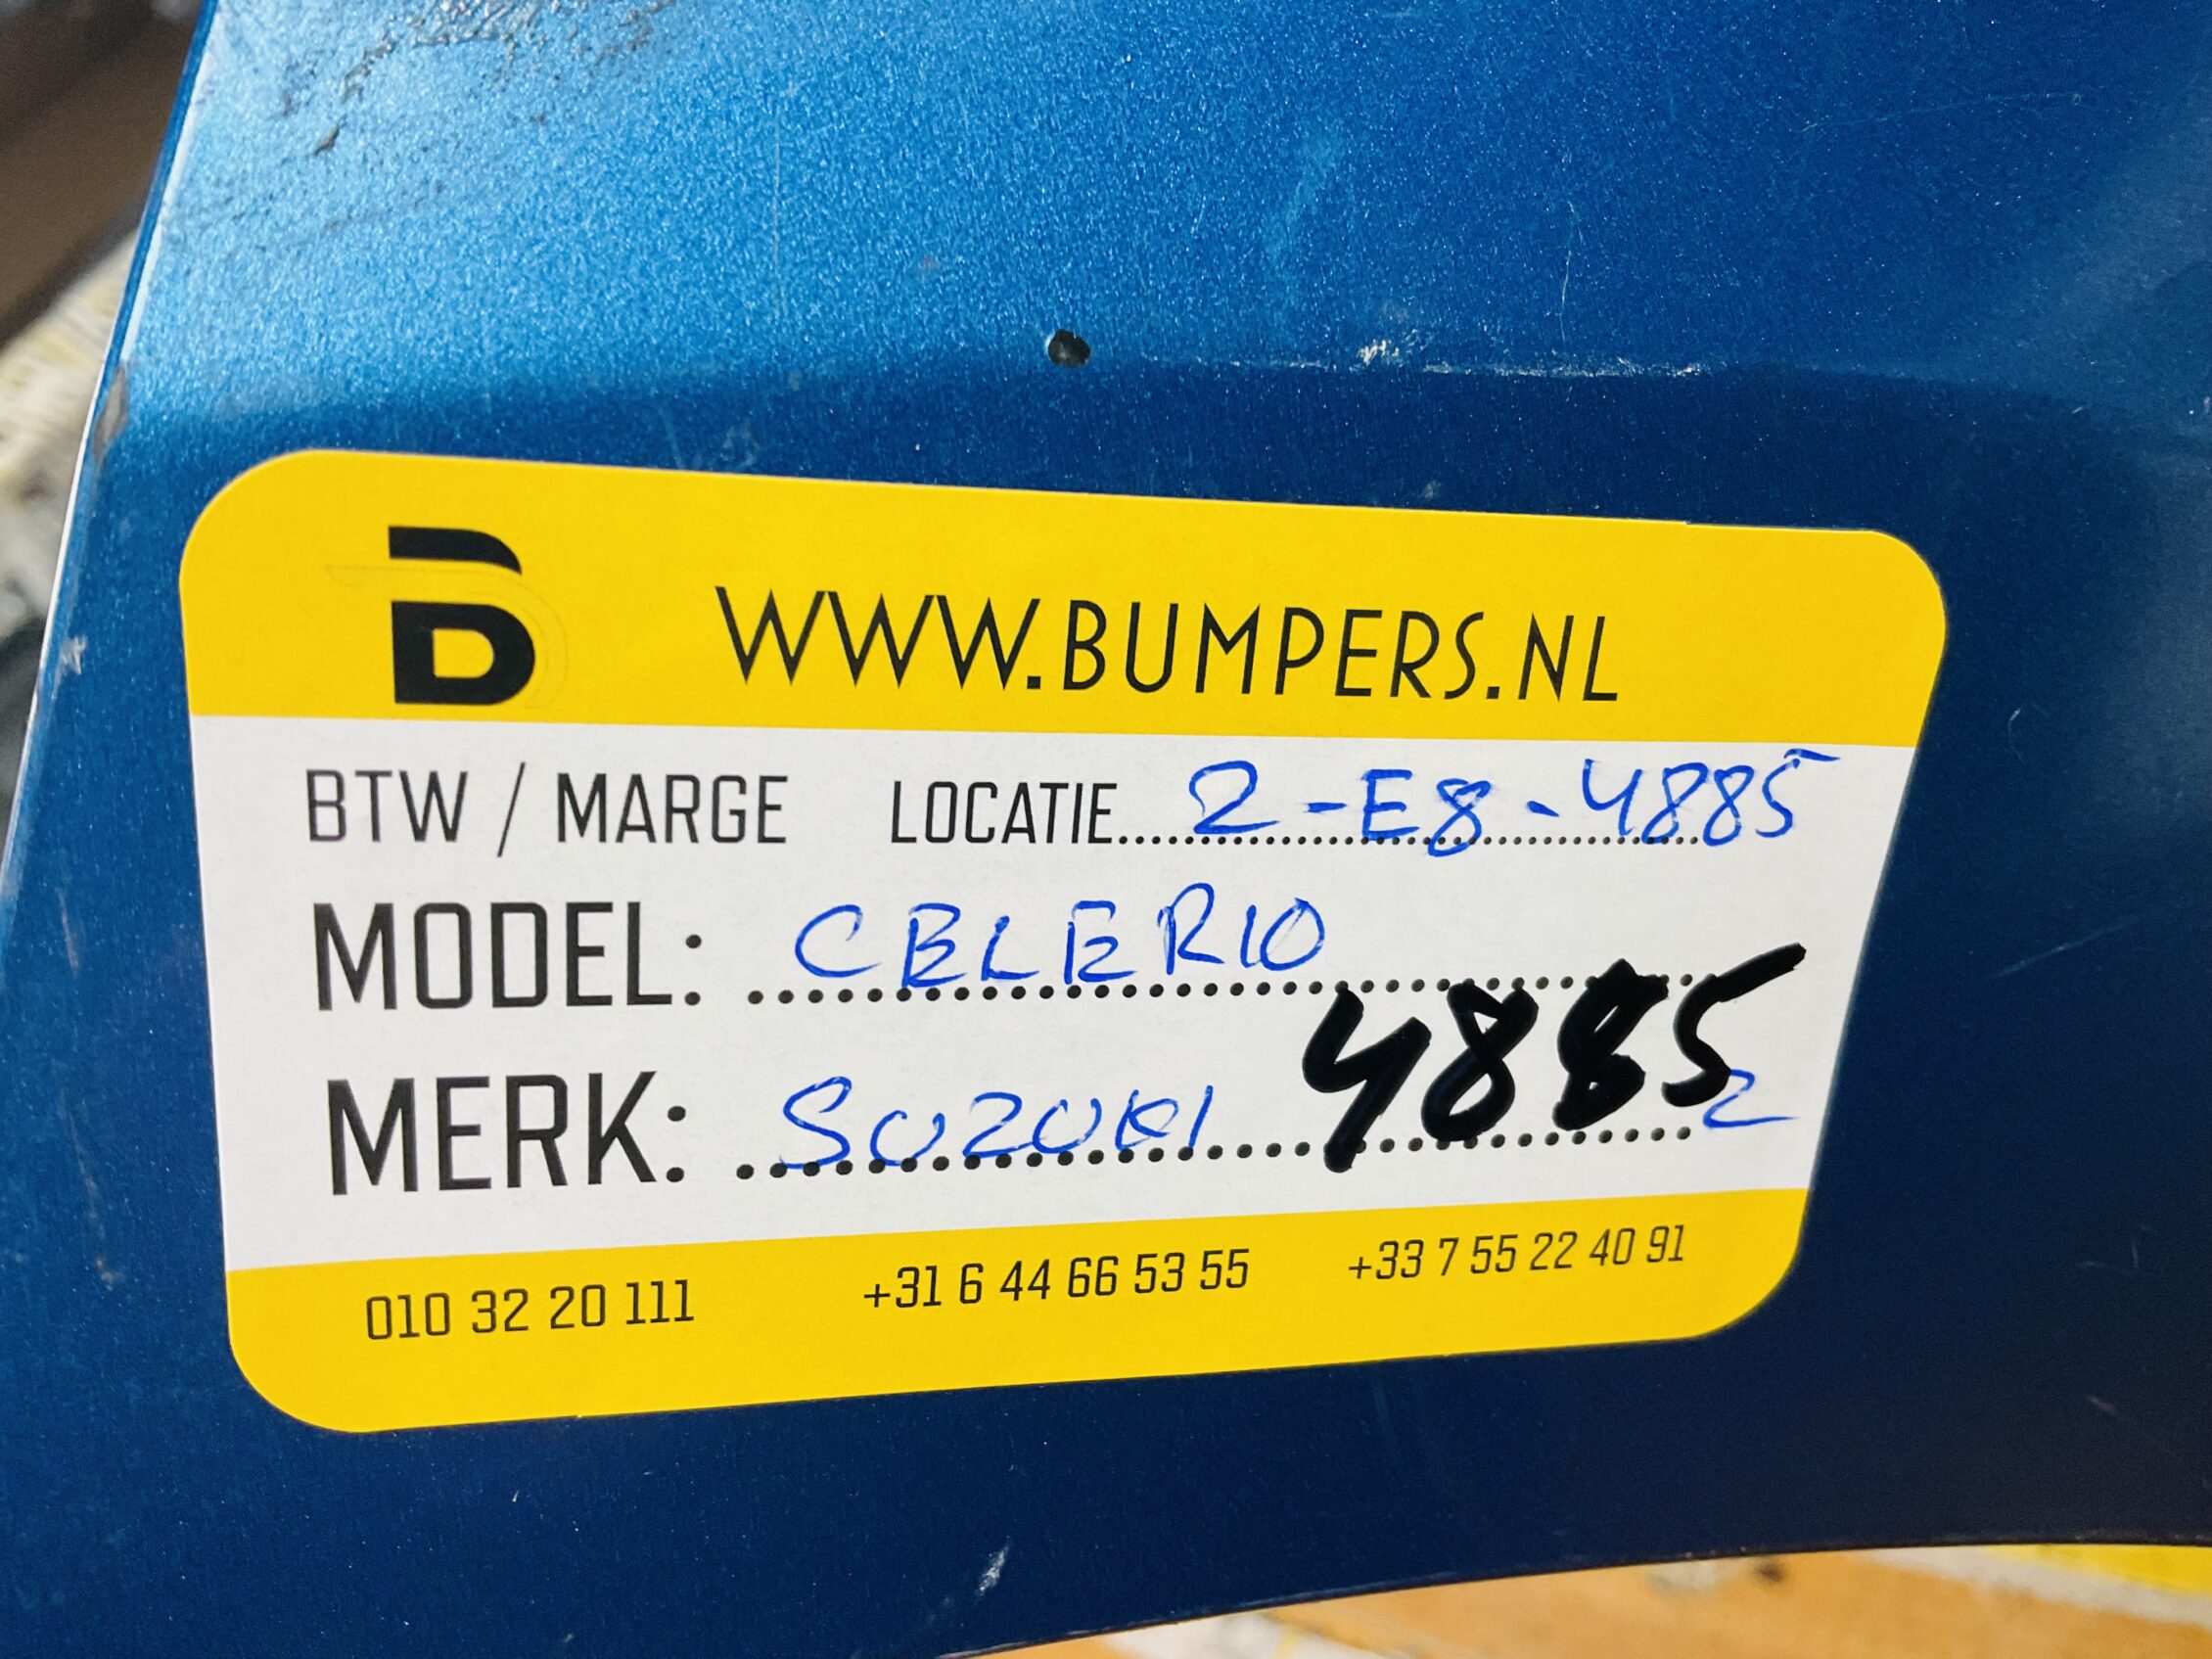 B WWW.BUMPERS.NL
BTW / MARGE LOCATIE 2-E8-4885
MODEL: CELERIO
4885
MERK: SUZUKI 2
010 32 20 111 +31 6 44 66 53 55 +33 7 55 22 40 91